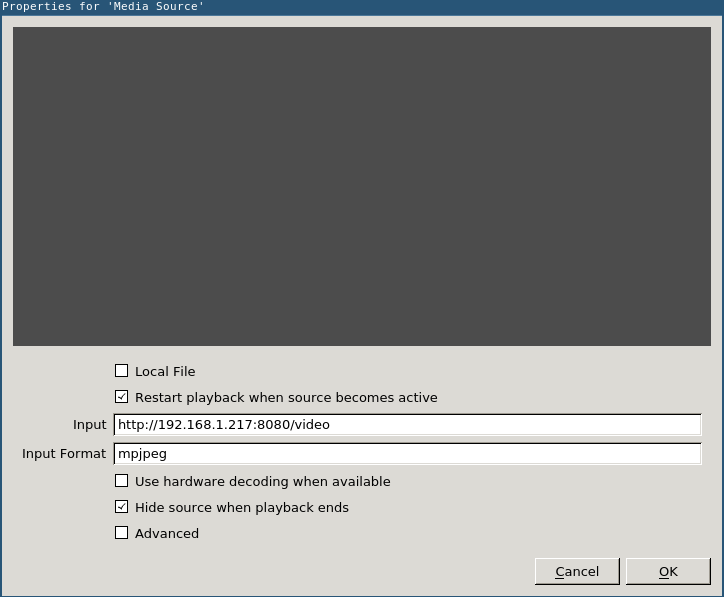 Properties for 'Media Source'
Local File
Restart playback when source becomes active
Input http://192.168.1.217:8080/video
Input Format mpjpeg
Use hardware decoding when available
Hide source when playback ends
Advanced
Cancel OK